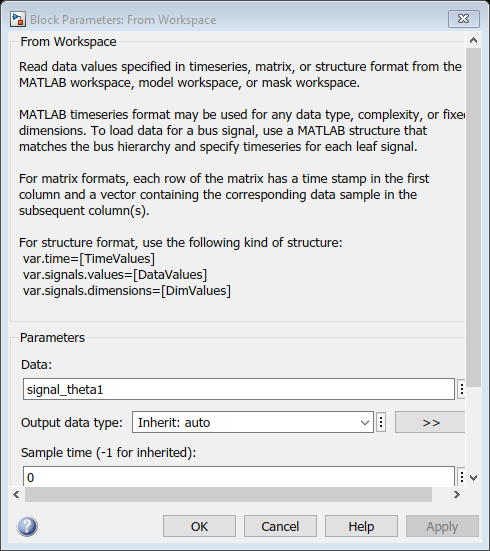 Block Parameters: From Workspace
From Workspace
Read data values specified in timeseries, matrix, or structure format from the
MATLAB workspace, model workspace, or mask workspace.
MATLAB timeseries format may be used for any data type, complexity, or fixed
dimensions. To load data for a bus signal, use a MATLAB structure that
matches the bus hierarchy and specify timeseries for each leaf signal.
For matrix formats, each row of the matrix has a time stamp in the first
column and a vector containing the corresponding data sample in the
subsequent column(s).
For structure format, use the following kind of structure:
var.time=[TimeValues]
var.signals.values=[DataValues]
var.signals.dimensions=[DimValues]
Parameters
Data:
signal_theta1
Output data type: Inherit: auto >>
Sample time (-1 for inherited):
0
? OK Cancel Help Apply